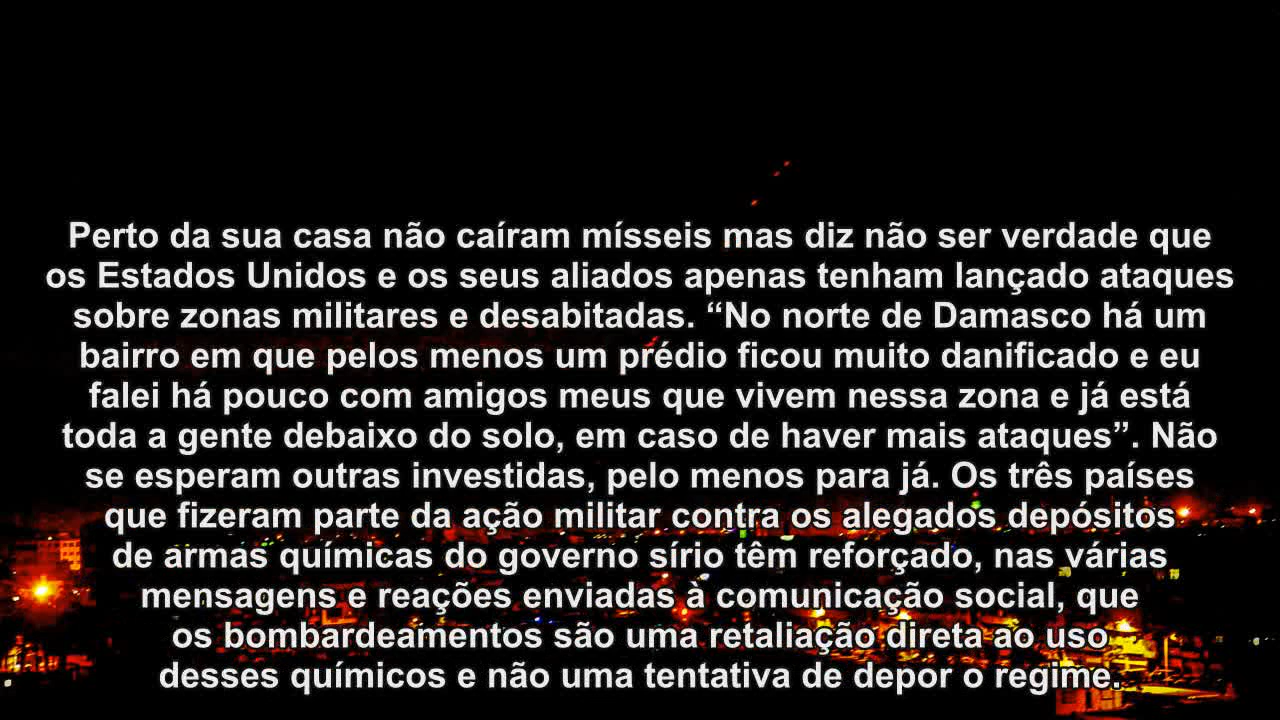 Perto da sua casa não caíram mísseis mas diz não ser verdade que
os Estados Unidos e os seus aliados apenas tenham lançado ataques
sobre zonas militares e desabitadas. “No norte de Damasco há um
bairro em que pelos menos um prédio ficou muito danificado e eu
falei há pouco com amigos meus que vivem nessa zona e já está
toda a gente debaixo do solo, em caso de haver mais ataques”. Não
se esperam outras investidas, pelo menos para já. Os três países
que fizeram parte da ação militar contra os alegados depósitos
de armas químicas do governo sírio têm reforçado, nas várias
mensagens e reações enviadas à comunicação social, que
os bombardeamentos são uma retaliação direta ao uso
desses químicos e não uma tentativa de depor o regime.